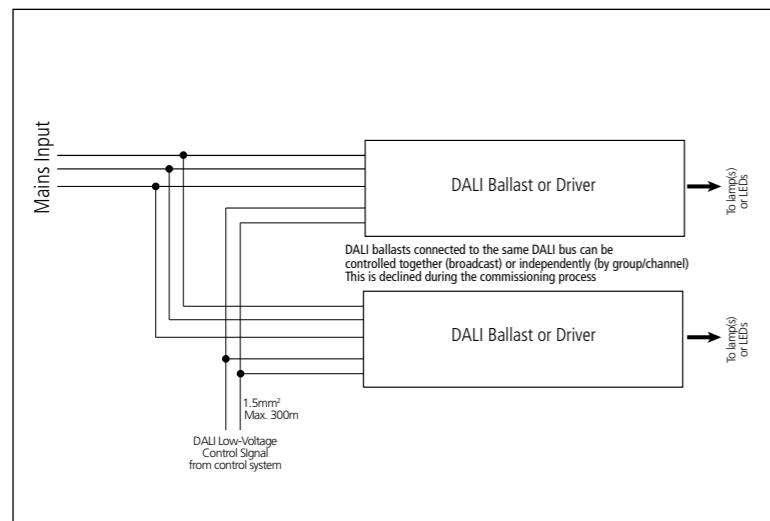 Mains Input
DALI Ballast or Driver
To lamp(s)
or LEDs
DALI ballasts connected to the same DALI bus can be
controlled together (broadcast) or independently (by group/channel)
This is declined during the commissioning process
DALI Ballast or Driver
To lamp(s)
or LEDs
1.5mm²
Max. 300m
DALI Low-Voltage
Control SIgnal
from control system